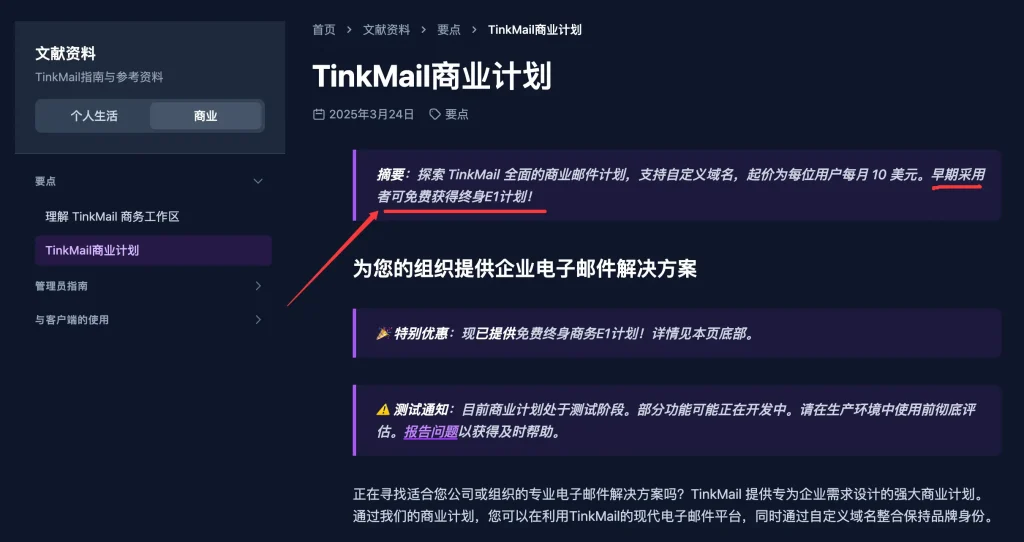 首页 > 文献资料 > 要点 > TinkMail商业计划
文献资料
TinkMail指南与参考资料
个人生活 商业
要点
理解 TinkMail 商务工作区
TinkMail商业计划
管理员指南
与客户端的使用
TinkMail商业计划
2025年3月24日 要点
摘要：探索 TinkMail 全面的商业邮件计划，支持自定义域名，起价为每位用户每月 10 美元。早期采用
者可免费获得终身E1计划！
为您的组织提供企业电子邮件解决方案
🎉 特别优惠：现已提供免费终身商务E1计划！详情见本页底部。
⚠️ 测试通知：目前商业计划处于测试阶段。部分功能可能正在开发中。请在生产环境中使用前彻底评
估。报告问题以获得及时帮助。
正在寻找适合您公司或组织的专业电子邮件解决方案吗？TinkMail 提供专为企业需求设计的强大商业计划。
通过我们的商业计划，您可以在利用TinkMail的现代电子邮件平台，同时通过自定义域名整合保持品牌身份。